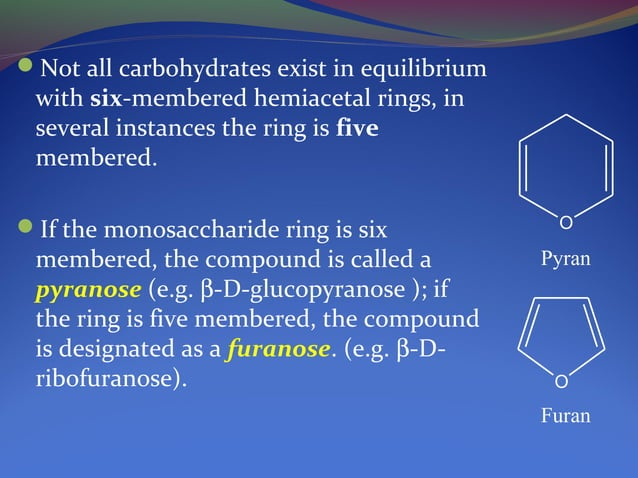 Not all carbohydrates exist in equilibrium
with six-membered hemiacetal rings, in
several instances the ring is five
membered.
If the monosaccharide ring is six
membered, the compound is called a
pyranose (e.g. β-D-glucopyranose ); if
the ring is five membered, the compound
is designated as a furanose. (e.g. β-D-
ribofuranose).
O
Pyran
O
Furan